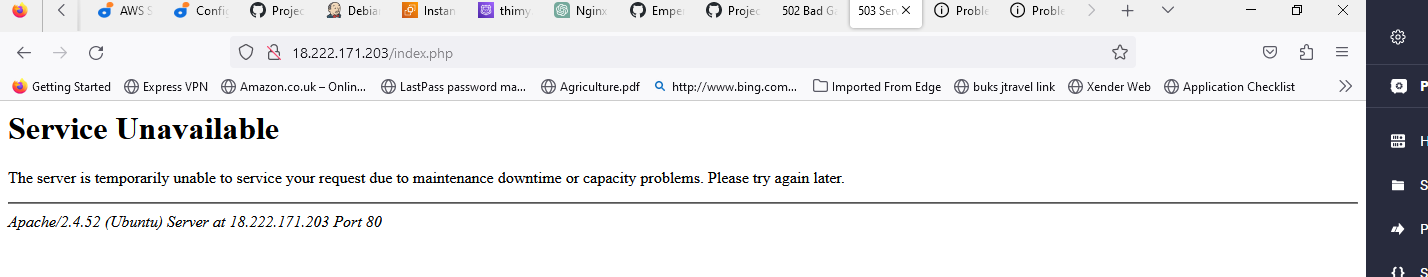 AWS S
Config
Projec
Debian
Instan
thimy
Nginx
Empe
Projec
502 Bad Ga
503 Serv
Proble
Proble
18.222.171.203/index.php
Getting Started
Express VPN
Amazon.co.uk – Onlin...
LastPass password ma...
Agriculture.pdf
http://www.bing.com...
Imported From Edge
buks jtravel link
Xender Web
Application Checklist
P
H
S
P
S
Service Unavailable
The server is temporarily unable to service your request due to maintenance downtime or capacity problems. Please try again later.
Apache/2.4.52 (Ubuntu) Server at 18.222.171.203 Port 80